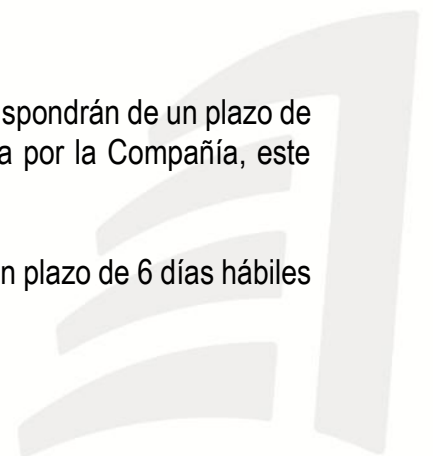 spondrán de un plazo de
a por la Compañía, este
n plazo de 6 días hábiles